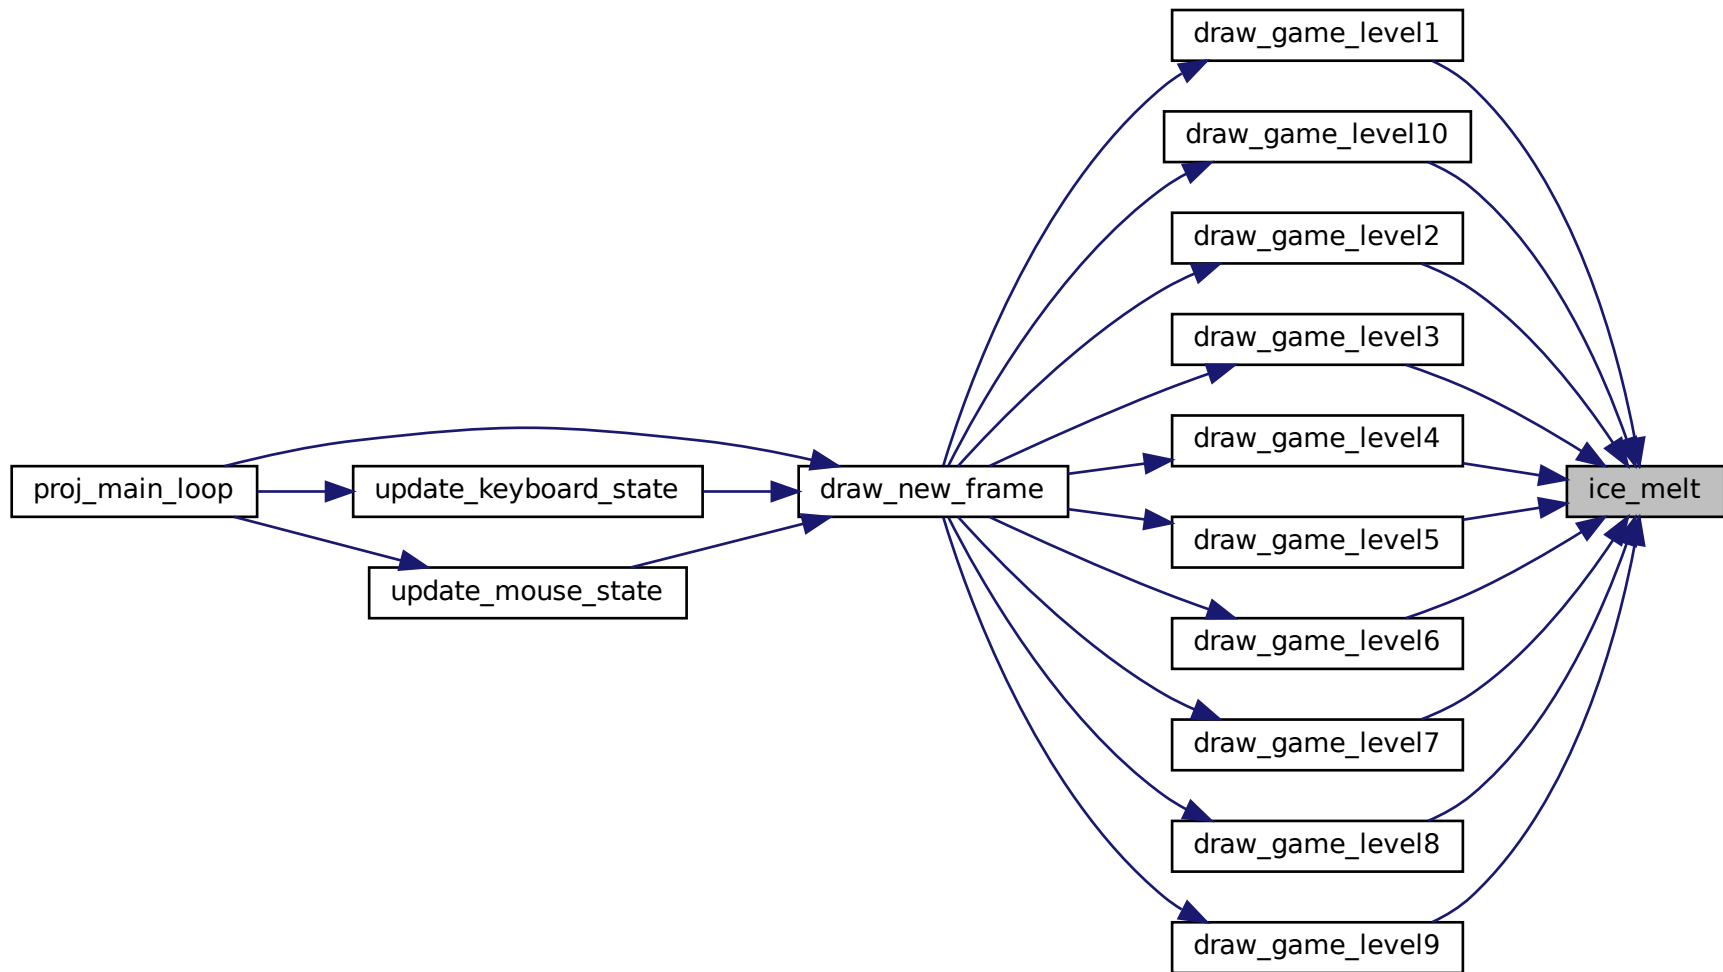 draw_game_level1
draw_game_level10
draw_game_level2
draw_game_level3
draw_game_level4
proj_main_loop
update_keyboard_state
draw_new_frame
ice_melt
draw_game_level5
update_mouse_state
draw_game_level6
draw_game_level7
draw_game_level8
draw_game_level9